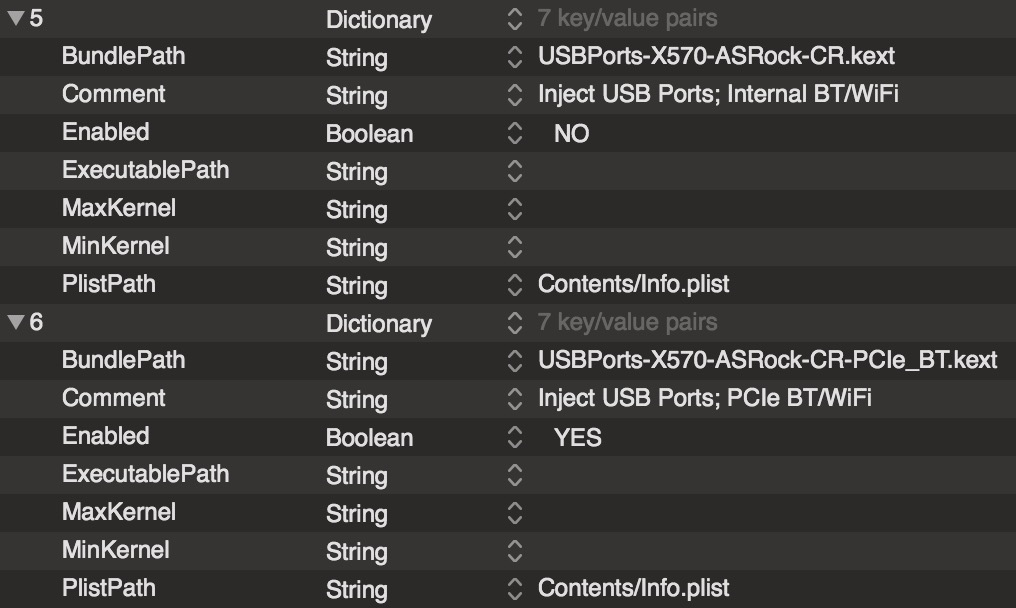 5 Dictionary 7 key/value pairs
BundlePath String USBPorts-X570-ASRock-CR.kext
Comment String Inject USB Ports; Internal BT/WiFi
Enabled Boolean NO
ExecutablePath String
MaxKernel String
MinKernel String
PlistPath String Contents/Info.plist
6 Dictionary 7 key/value pairs
BundlePath String USBPorts-X570-ASRock-CR-PCIe_BT.kext
Comment String Inject USB Ports; PCIe BT/WiFi
Enabled Boolean YES
ExecutablePath String
MaxKernel String
MinKernel String
PlistPath String Contents/Info.plist